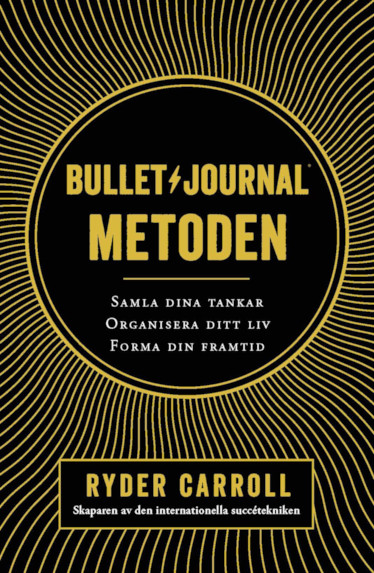 BULLET⚡JOURNAL®
METODEN
SAMLA DINA TANKAR
ORGANISERA DITT LIV
FORMA DIN FRAMTID
RYDER CARROLL
Skaparen av den internationella succétekniken